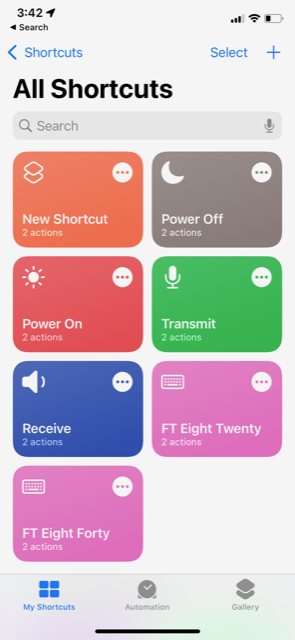 3:42
Search
Shortcuts
Select
All Shortcuts
Search
New Shortcut
2 actions
Power Off
2 actions
Power On
2 actions
Transmit
2 actions
Receive
2 actions
FT Eight Twenty
2 actions
FT Eight Forty
2 actions
My Shortcuts
Automation
Gallery